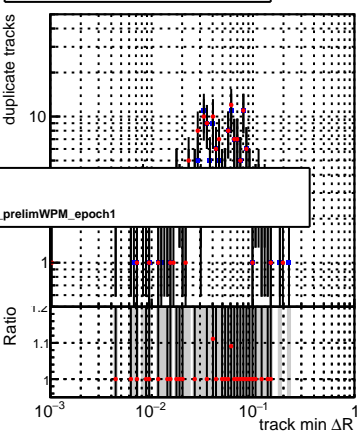 duplicate tracks
10
_prelimWPM_epoch1
1
Ratio
1.2
1.1
1
10⁻³ 10⁻² 10⁻¹ 1
track min ΔR